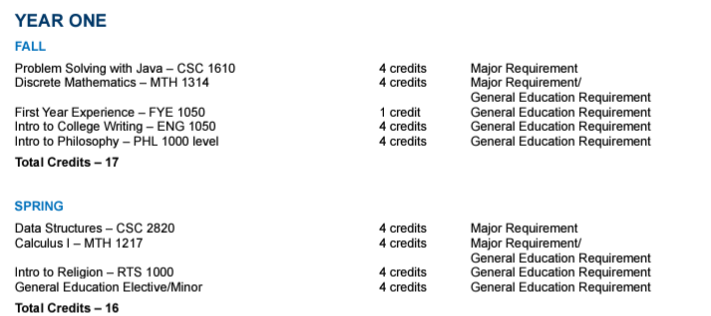 YEAR ONE
FALL
Problem Solving with Java – CSC 1610 4 credits Major Requirement
Discrete Mathematics – MTH 1314 4 credits Major Requirement/
General Education Requirement
First Year Experience – FYE 1050 1 credit General Education Requirement
Intro to College Writing – ENG 1050 4 credits General Education Requirement
Intro to Philosophy – PHL 1000 level 4 credits General Education Requirement
Total Credits – 17
SPRING
Data Structures – CSC 2820 4 credits Major Requirement
Calculus I – MTH 1217 4 credits Major Requirement/
General Education Requirement
Intro to Religion – RTS 1000 4 credits General Education Requirement
General Education Elective/Minor 4 credits General Education Requirement
Total Credits – 16